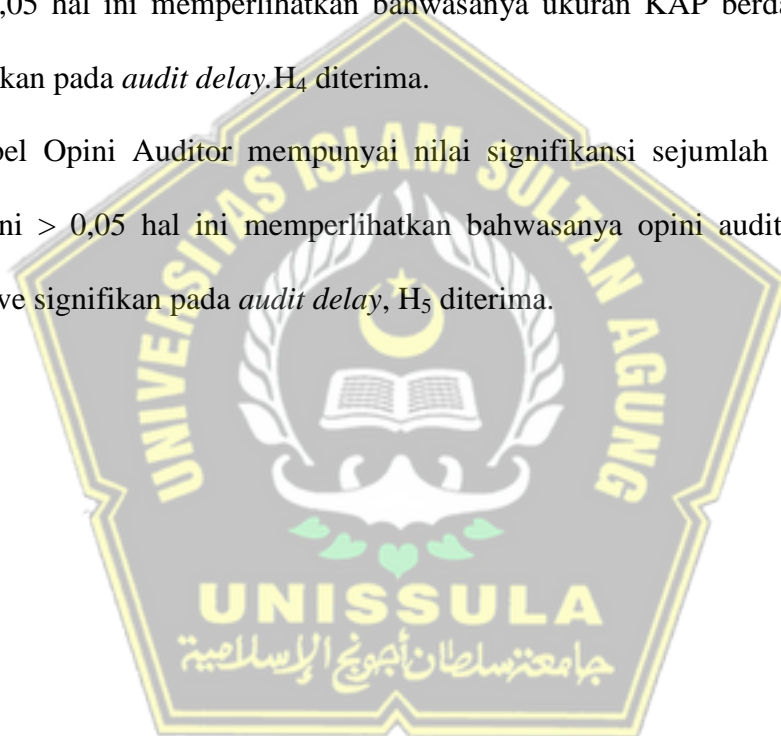 ,05 hal ini memperlihatkan bahwasanya ukuran KAP berda
kan pada audit delay.H4 diterima.
bel Opini Auditor mempunyai nilai signifikansi sejumlah
ni > 0,05 hal ini memperlihatkan bahwasanya opini audit
ve signifikan pada audit delay, H5 diterima.
UNIVERSITAS ISLAM SULTAN AGUNG
UNISSULA
جامعة سلطان أجونج الإسلامية